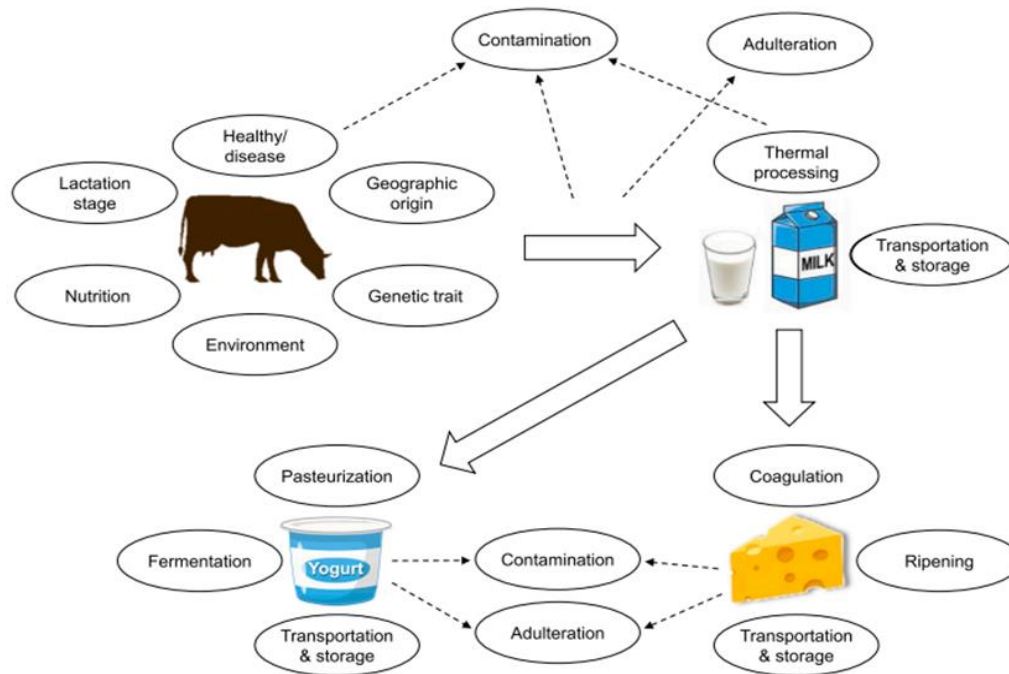 Contamination
Adulteration
Healthy/
disease
Thermal
processing
Lactation
stage
Geographic
origin
Transportation
& storage
MILK
Nutrition
Genetic trait
Environment
Pasteurization
Coagulation
Fermentation
Yogurt
Contamination
Ripening
Adulteration
Transportation
& storage
Transportation
& storage